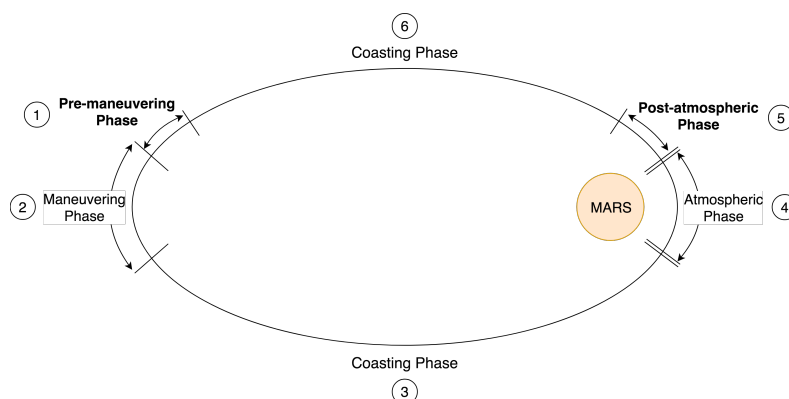 6
Coasting Phase
1
Pre-maneuvering
Phase
Post-atmospheric
Phase
5
2
Maneuvering
Phase
MARS
Atmospheric
Phase
4
Coasting Phase
3